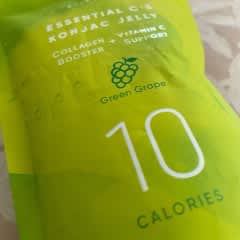 ESSENTIAL C's
KONJAC JELLY
COLLAGEN BOOSTER + VITAMIN C SUPPORT
Green Grape
10
CALORIES